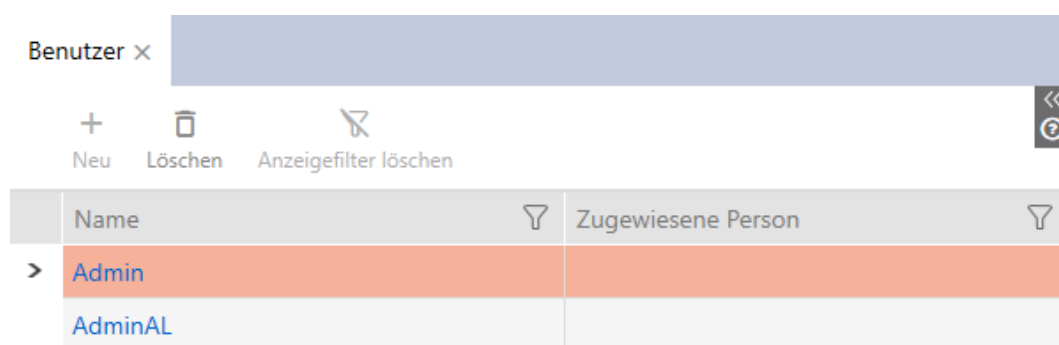 Benutzer
Neu Löschen Anzeigefilter löschen
Name Zugewiesene Person
Admin
AdminAL